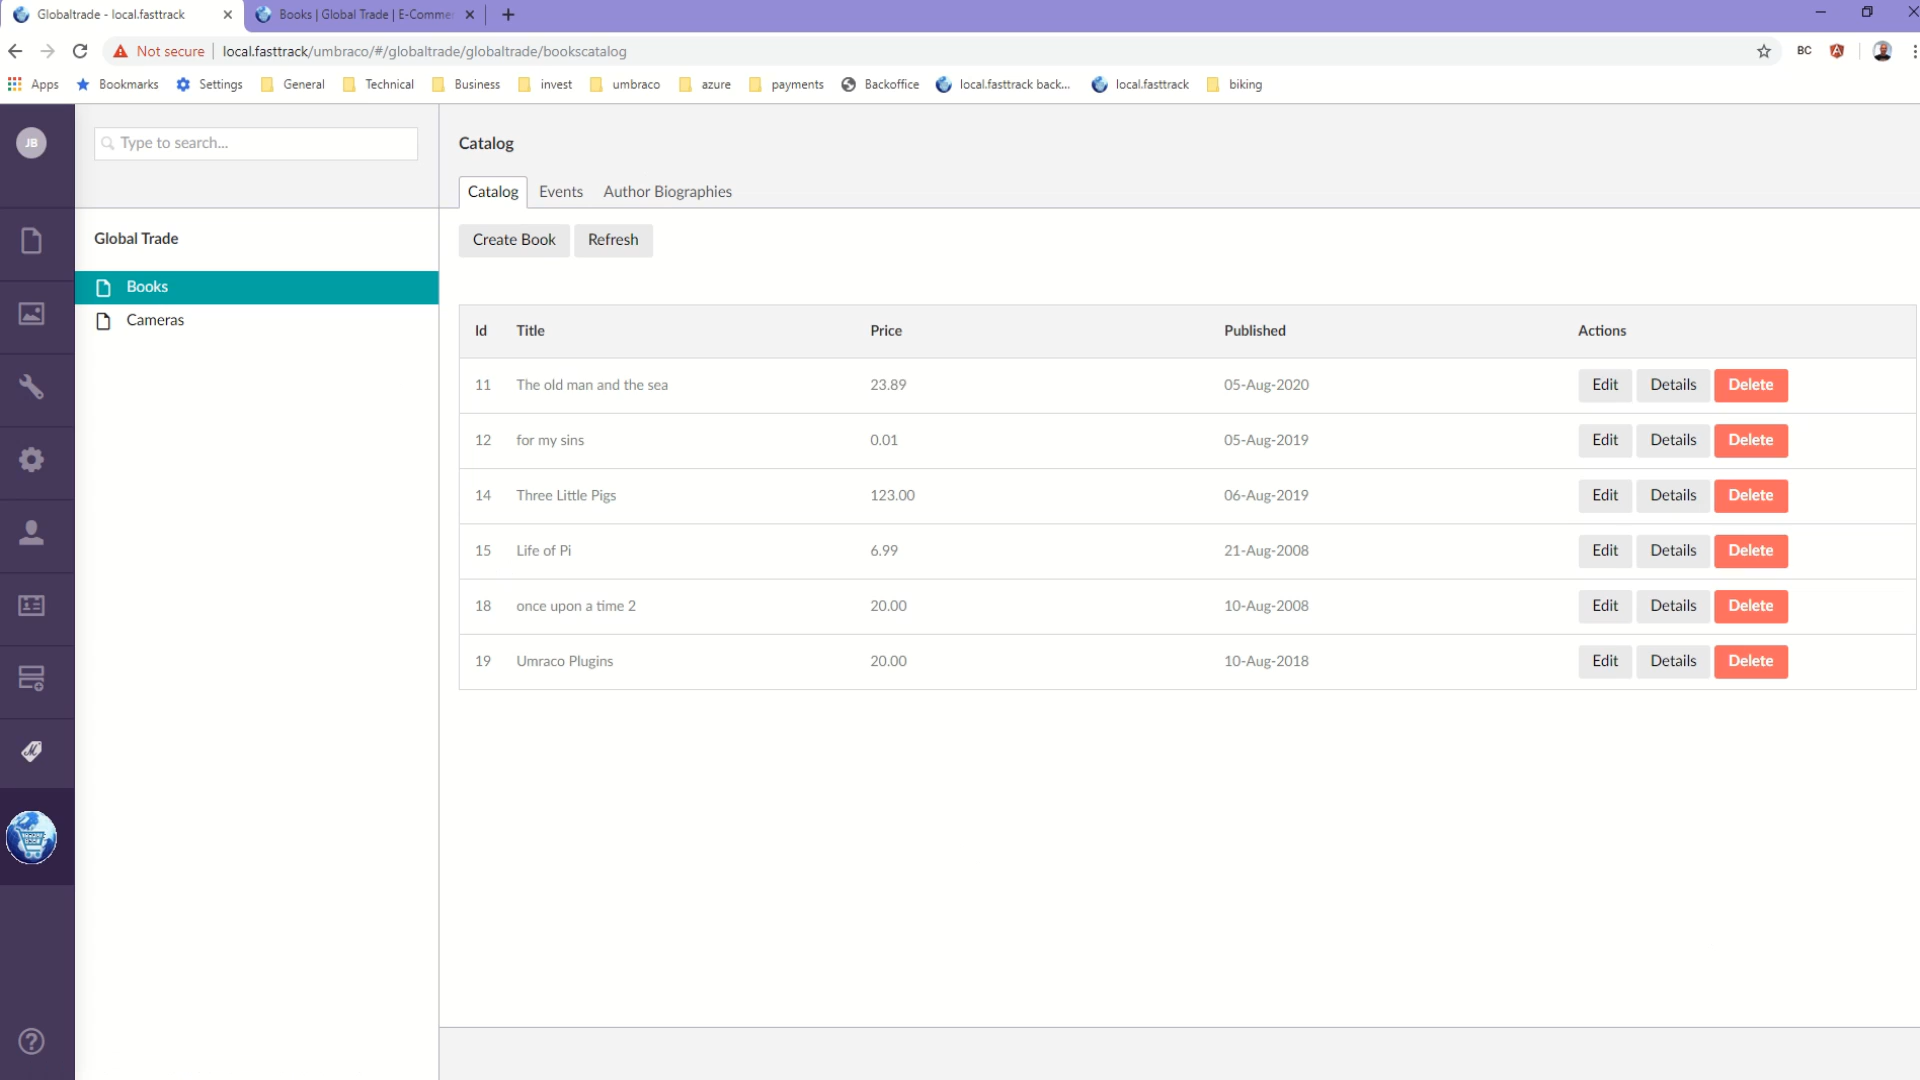 Globaltrade - local.fasttrack
Books | Global Trade | E-Comme
Not secure
local.fasttrack/umbraco/#/globaltrade/globaltrade/bookscatalog
BC
Apps Bookmarks Settings General Technical Business invest umbraco azure payments Backoffice local.fasttrack back... local.fasttrack biking
JB
Type to search...
Catalog
Catalog Events Author Biographies
Global Trade
Create Book Refresh
Books
Cameras
Id Title Price Published Actions
11 The old man and the sea 23.89 05-Aug-2020 Edit Details Delete
12 for my sins 0.01 05-Aug-2019 Edit Details Delete
14 Three Little Pigs 123.00 06-Aug-2019 Edit Details Delete
15 Life of Pi 6.99 21-Aug-2008 Edit Details Delete
18 once upon a time 2 20.00 10-Aug-2008 Edit Details Delete
19 Umraco Plugins 20.00 10-Aug-2018 Edit Details Delete